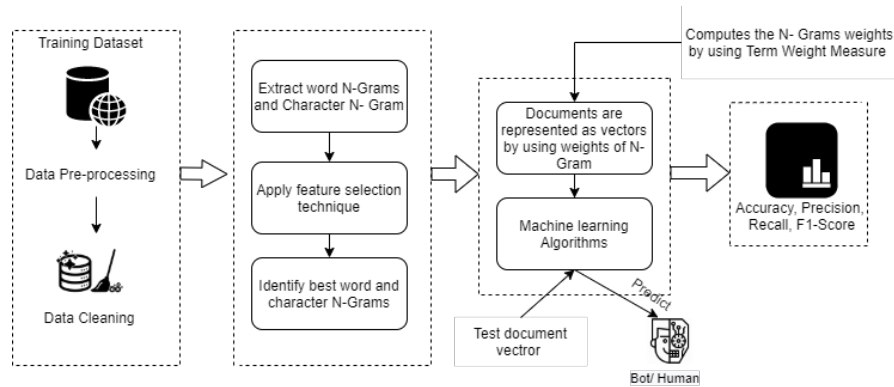 Training Dataset
Data Pre-processing
Data Cleaning
Extract word N-Grams
and Character N- Gram
Apply feature selection
technique
Identify best word and
character N-Grams
Computes the N- Grams weights
by using Term Weight Measure
Documents are
represented as vectors
by using weights of N-
Gram
Machine learning
Algorithms
Test document
vectror
Predict
Bot/ Human
Accuracy, Precision,
Recall, F1-Score